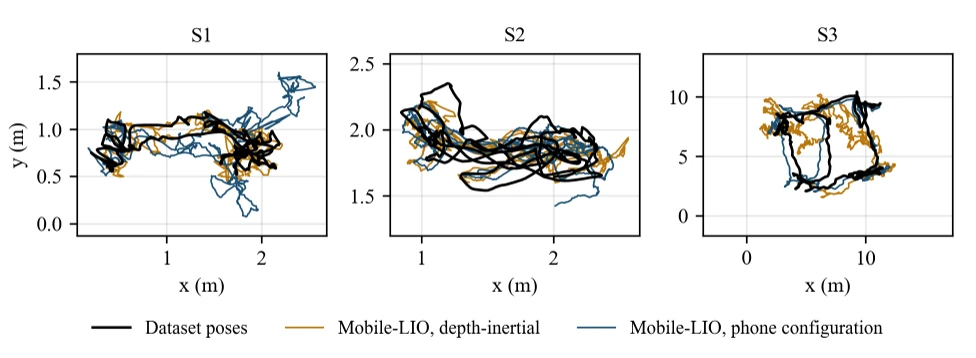 S1
S2
S3
1.5
1.0
0.5
0.0
y (m)
1 2
x (m)
2.5
2.0
1.5
1 2
x (m)
10
5
0
0 10
x (m)
Dataset poses Mobile-LIO, depth-inertial Mobile-LIO, phone configuration